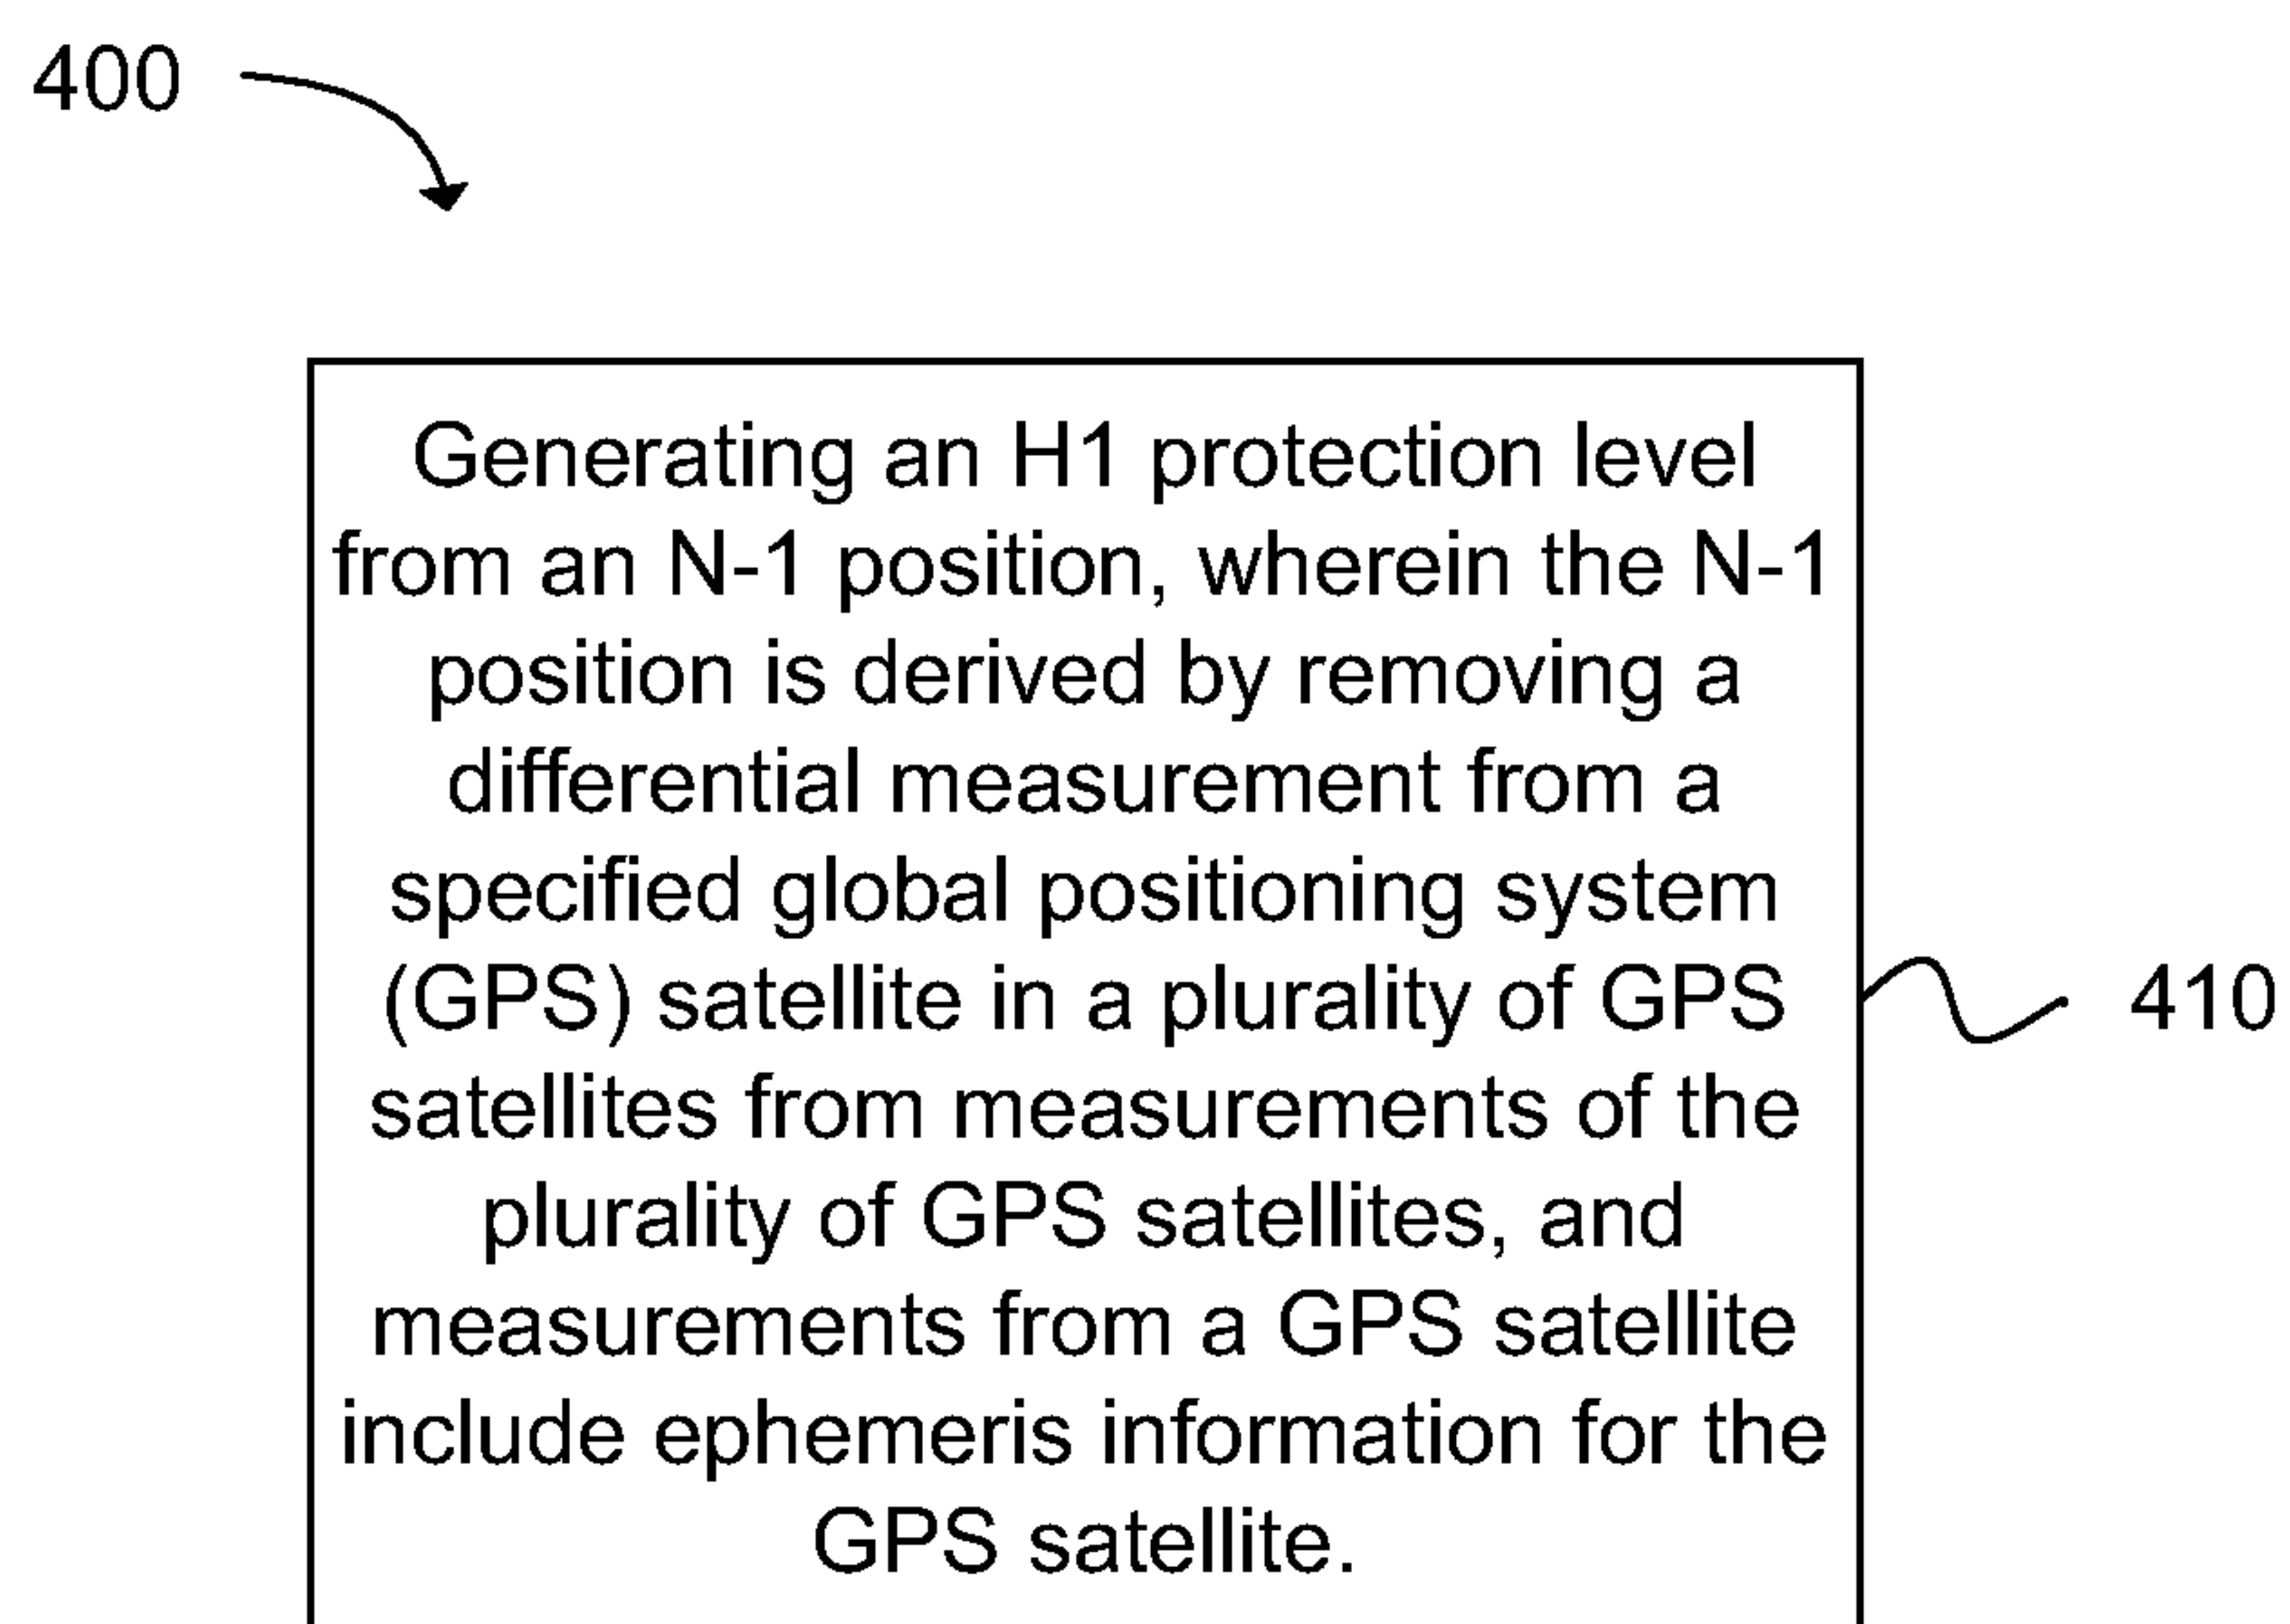 400
Generating an H1 protection level
from an N-1 position, wherein the N-1
position is derived by removing a
differential measurement from a
specified global positioning system
(GPS) satellite in a plurality of GPS
satellites from measurements of the
plurality of GPS satellites, and
measurements from a GPS satellite
include ephemeris information for the
GPS satellite.
410